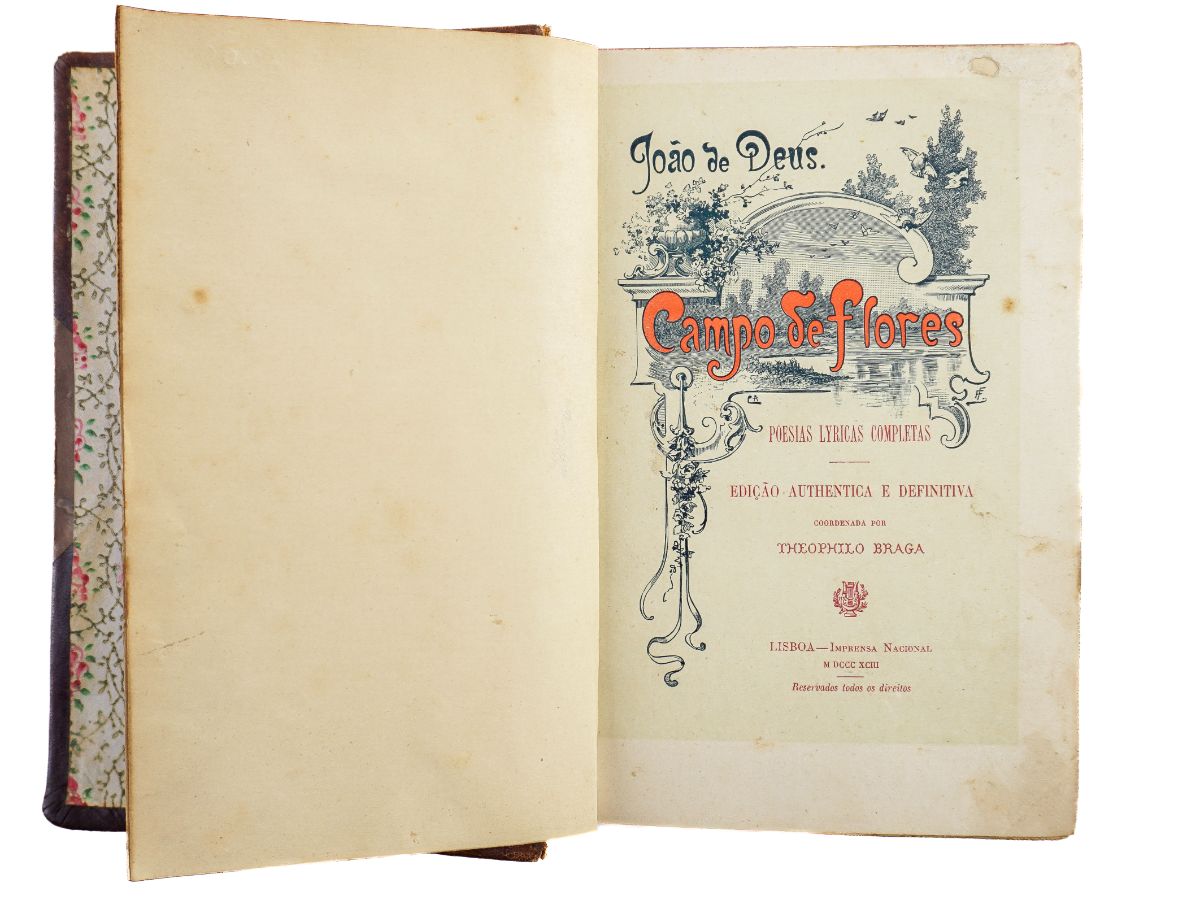 João de Deus.
Campo de Flores
POESIAS LYRICAS COMPLETAS
EDIÇÃO AUTHENTICA E DEFINITIVA
COORDENADA POR
THEOPHILO BRAGA
LISBOA—IMPRENSA NACIONAL
M DCCC XCIII
Reservados todos os direitos